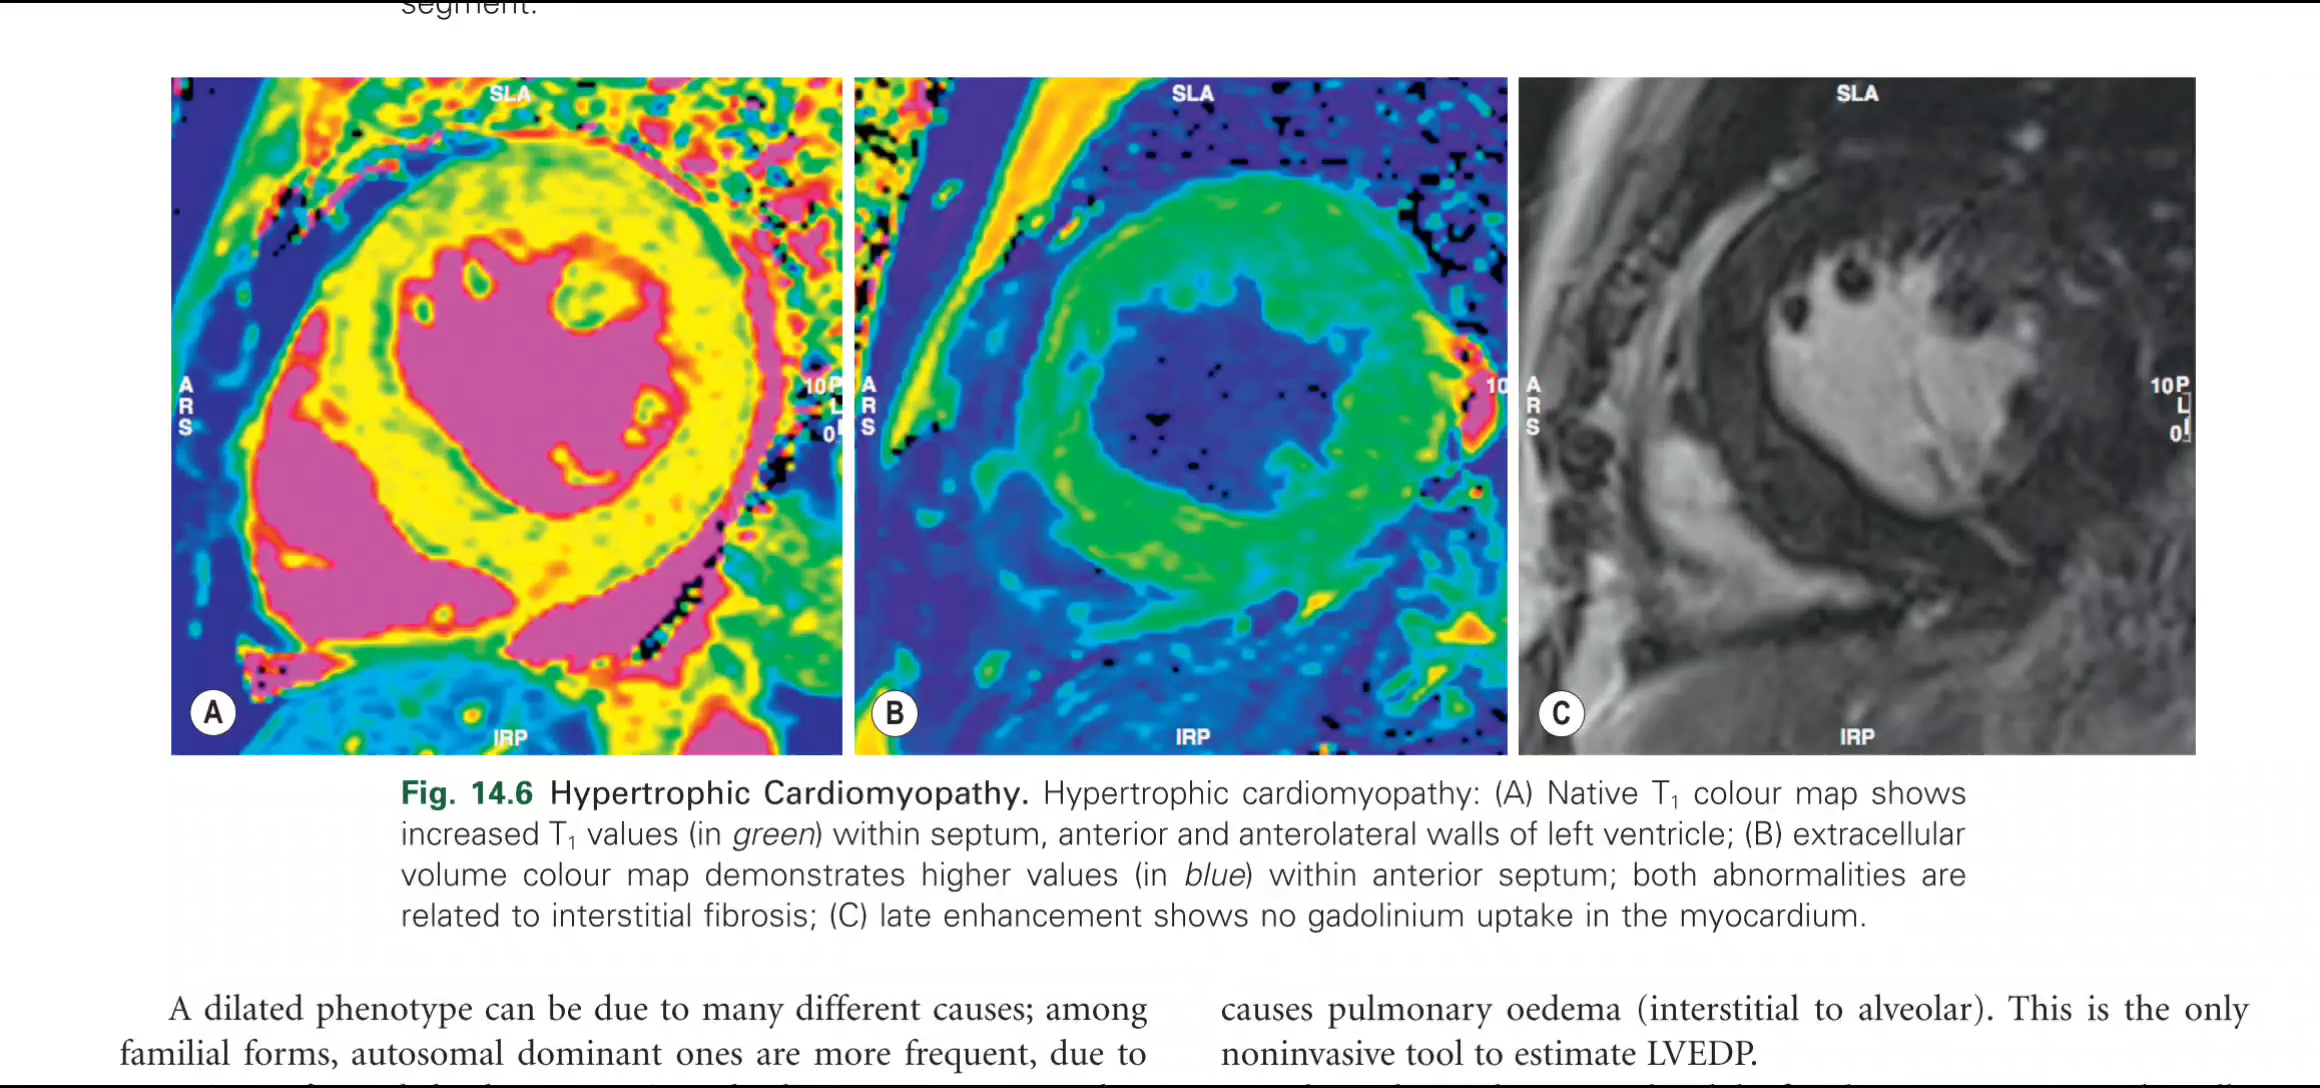 segment.
SLA
SLA
SLA
A
R
S
10P
L
0
A
R
S
10
A
R
S
10P
L
0
A
B
C
IRP
IRP
IRP
Fig. 14.6 Hypertrophic Cardiomyopathy. Hypertrophic cardiomyopathy: (A) Native T₁ colour map shows
increased T₁ values (in green) within septum, anterior and anterolateral walls of left ventricle; (B) extracellular
volume colour map demonstrates higher values (in blue) within anterior septum; both abnormalities are
related to interstitial fibrosis; (C) late enhancement shows no gadolinium uptake in the myocardium.
A dilated phenotype can be due to many different causes; among
familial forms, autosomal dominant ones are more frequent, due to
causes pulmonary oedema (interstitial to alveolar). This is the only
noninvasive tool to estimate LVEDP.